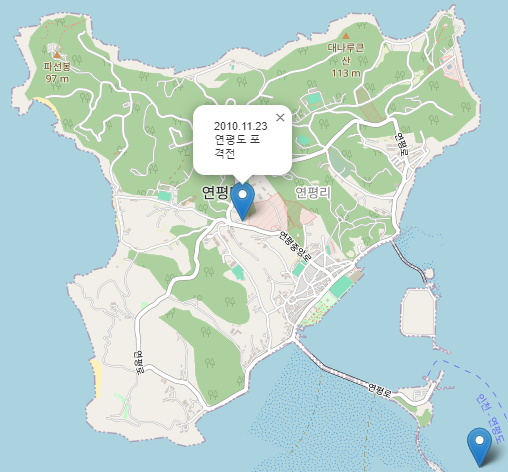 파선봉
97 m
대나루큰
산
113 m
×
2010.11.23
연평도 포
격전
연평
연평리
연평로
연평중앙로
연평로
연평로
인천-연평도